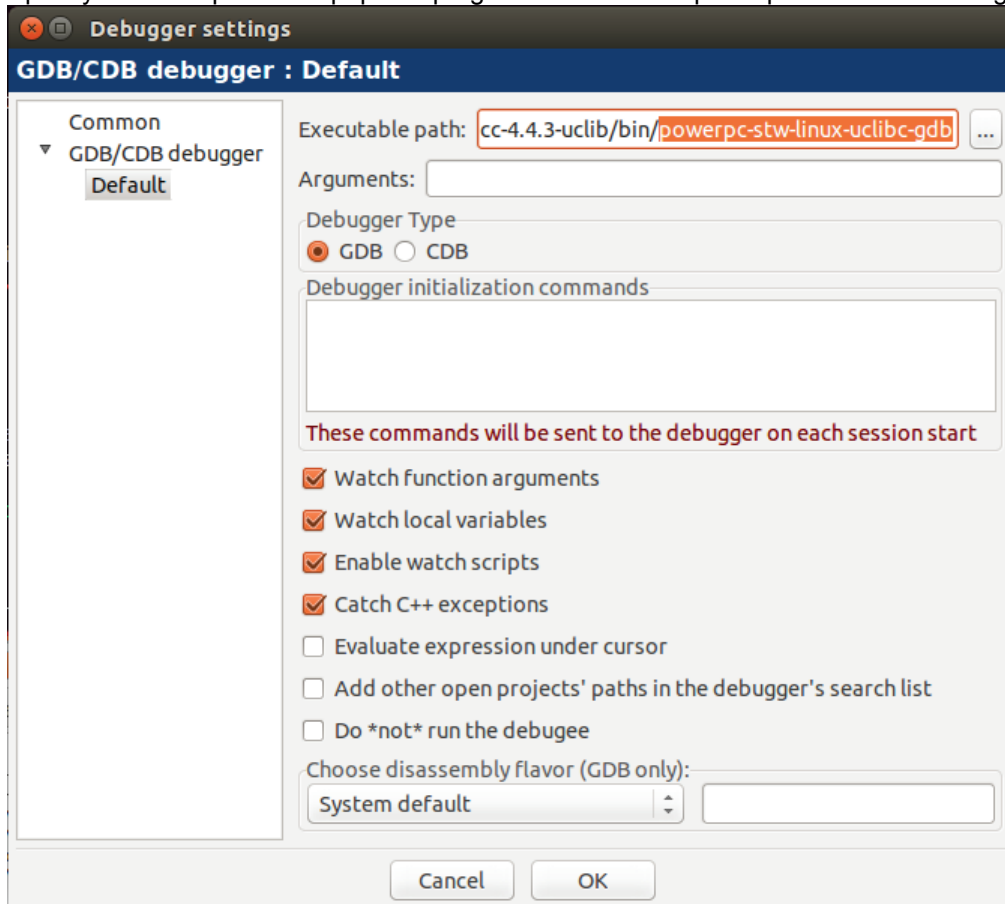 Debugger settings
GDB/CDB debugger : Default
Common
GDB/CDB debugger
Default
Executable path: cc-4.4.3-uclib/bin/powerpc-stw-linux-uclibc-gdb ...
Arguments:
Debugger Type
GDB CDB
Debugger initialization commands
These commands will be sent to the debugger on each session start
Watch function arguments
Watch local variables
Enable watch scripts
Catch C++ exceptions
Evaluate expression under cursor
Add other open projects' paths in the debugger's search list
Do *not* run the debugee
Choose disassembly flavor (GDB only):
System default
Cancel OK